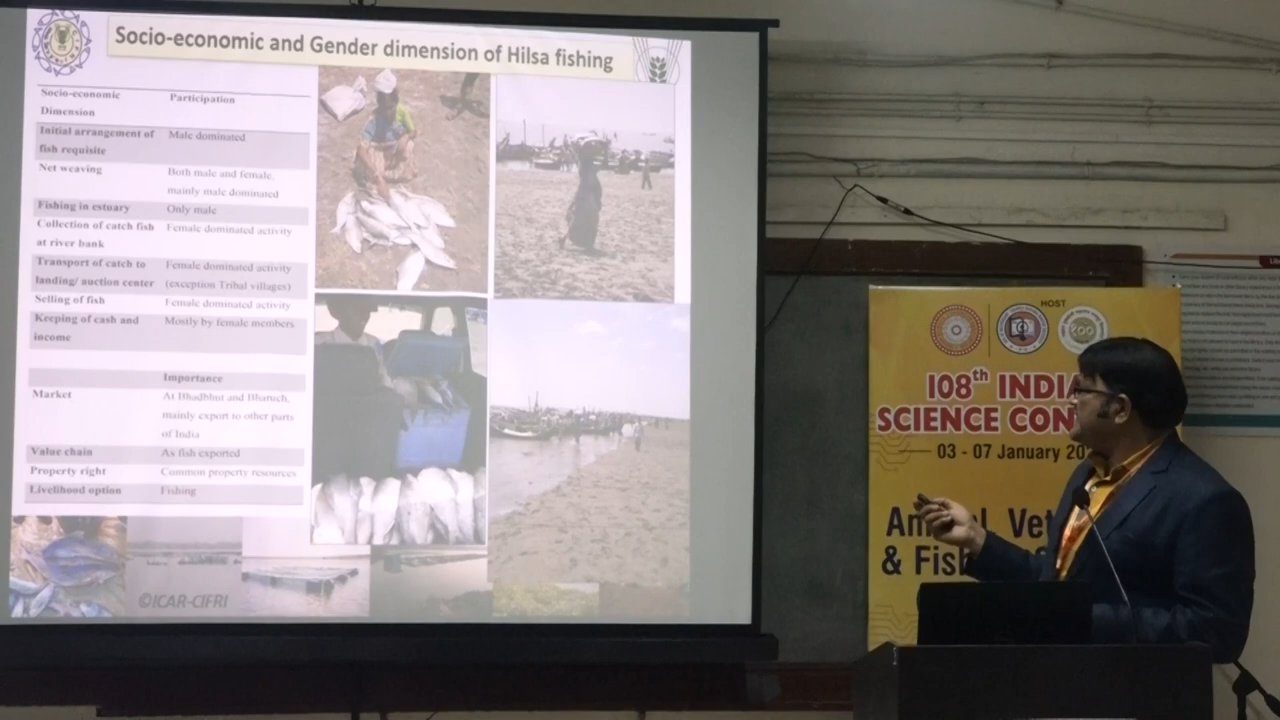 Socio-economic and Gender dimension of Hilsa fishing
Socio-economic Participation
Dimension
Initial arrangement of Male dominated
fish requisite
Net weaving Both male and female,
mainly male dominated
Fishing in estuary Only male
Collection of catch fish Female dominated activity
at river bank
Transport of catch to Female dominated activity
landing/ auction center (exception Tribal villages)
Selling of fish Female dominated activity
Keeping of cash and Mostly by female members
income
Importance
Market At Bhadbhut and Bharuch,
mainly export to other parts
of India
Value chain As fish exported
Property right Common property resources
Livelihood option Fishing
©ICAR-CIFRI
HOST
108th INDIA
SCIENCE CON
03 - 07 January 20
Vet
& Fish